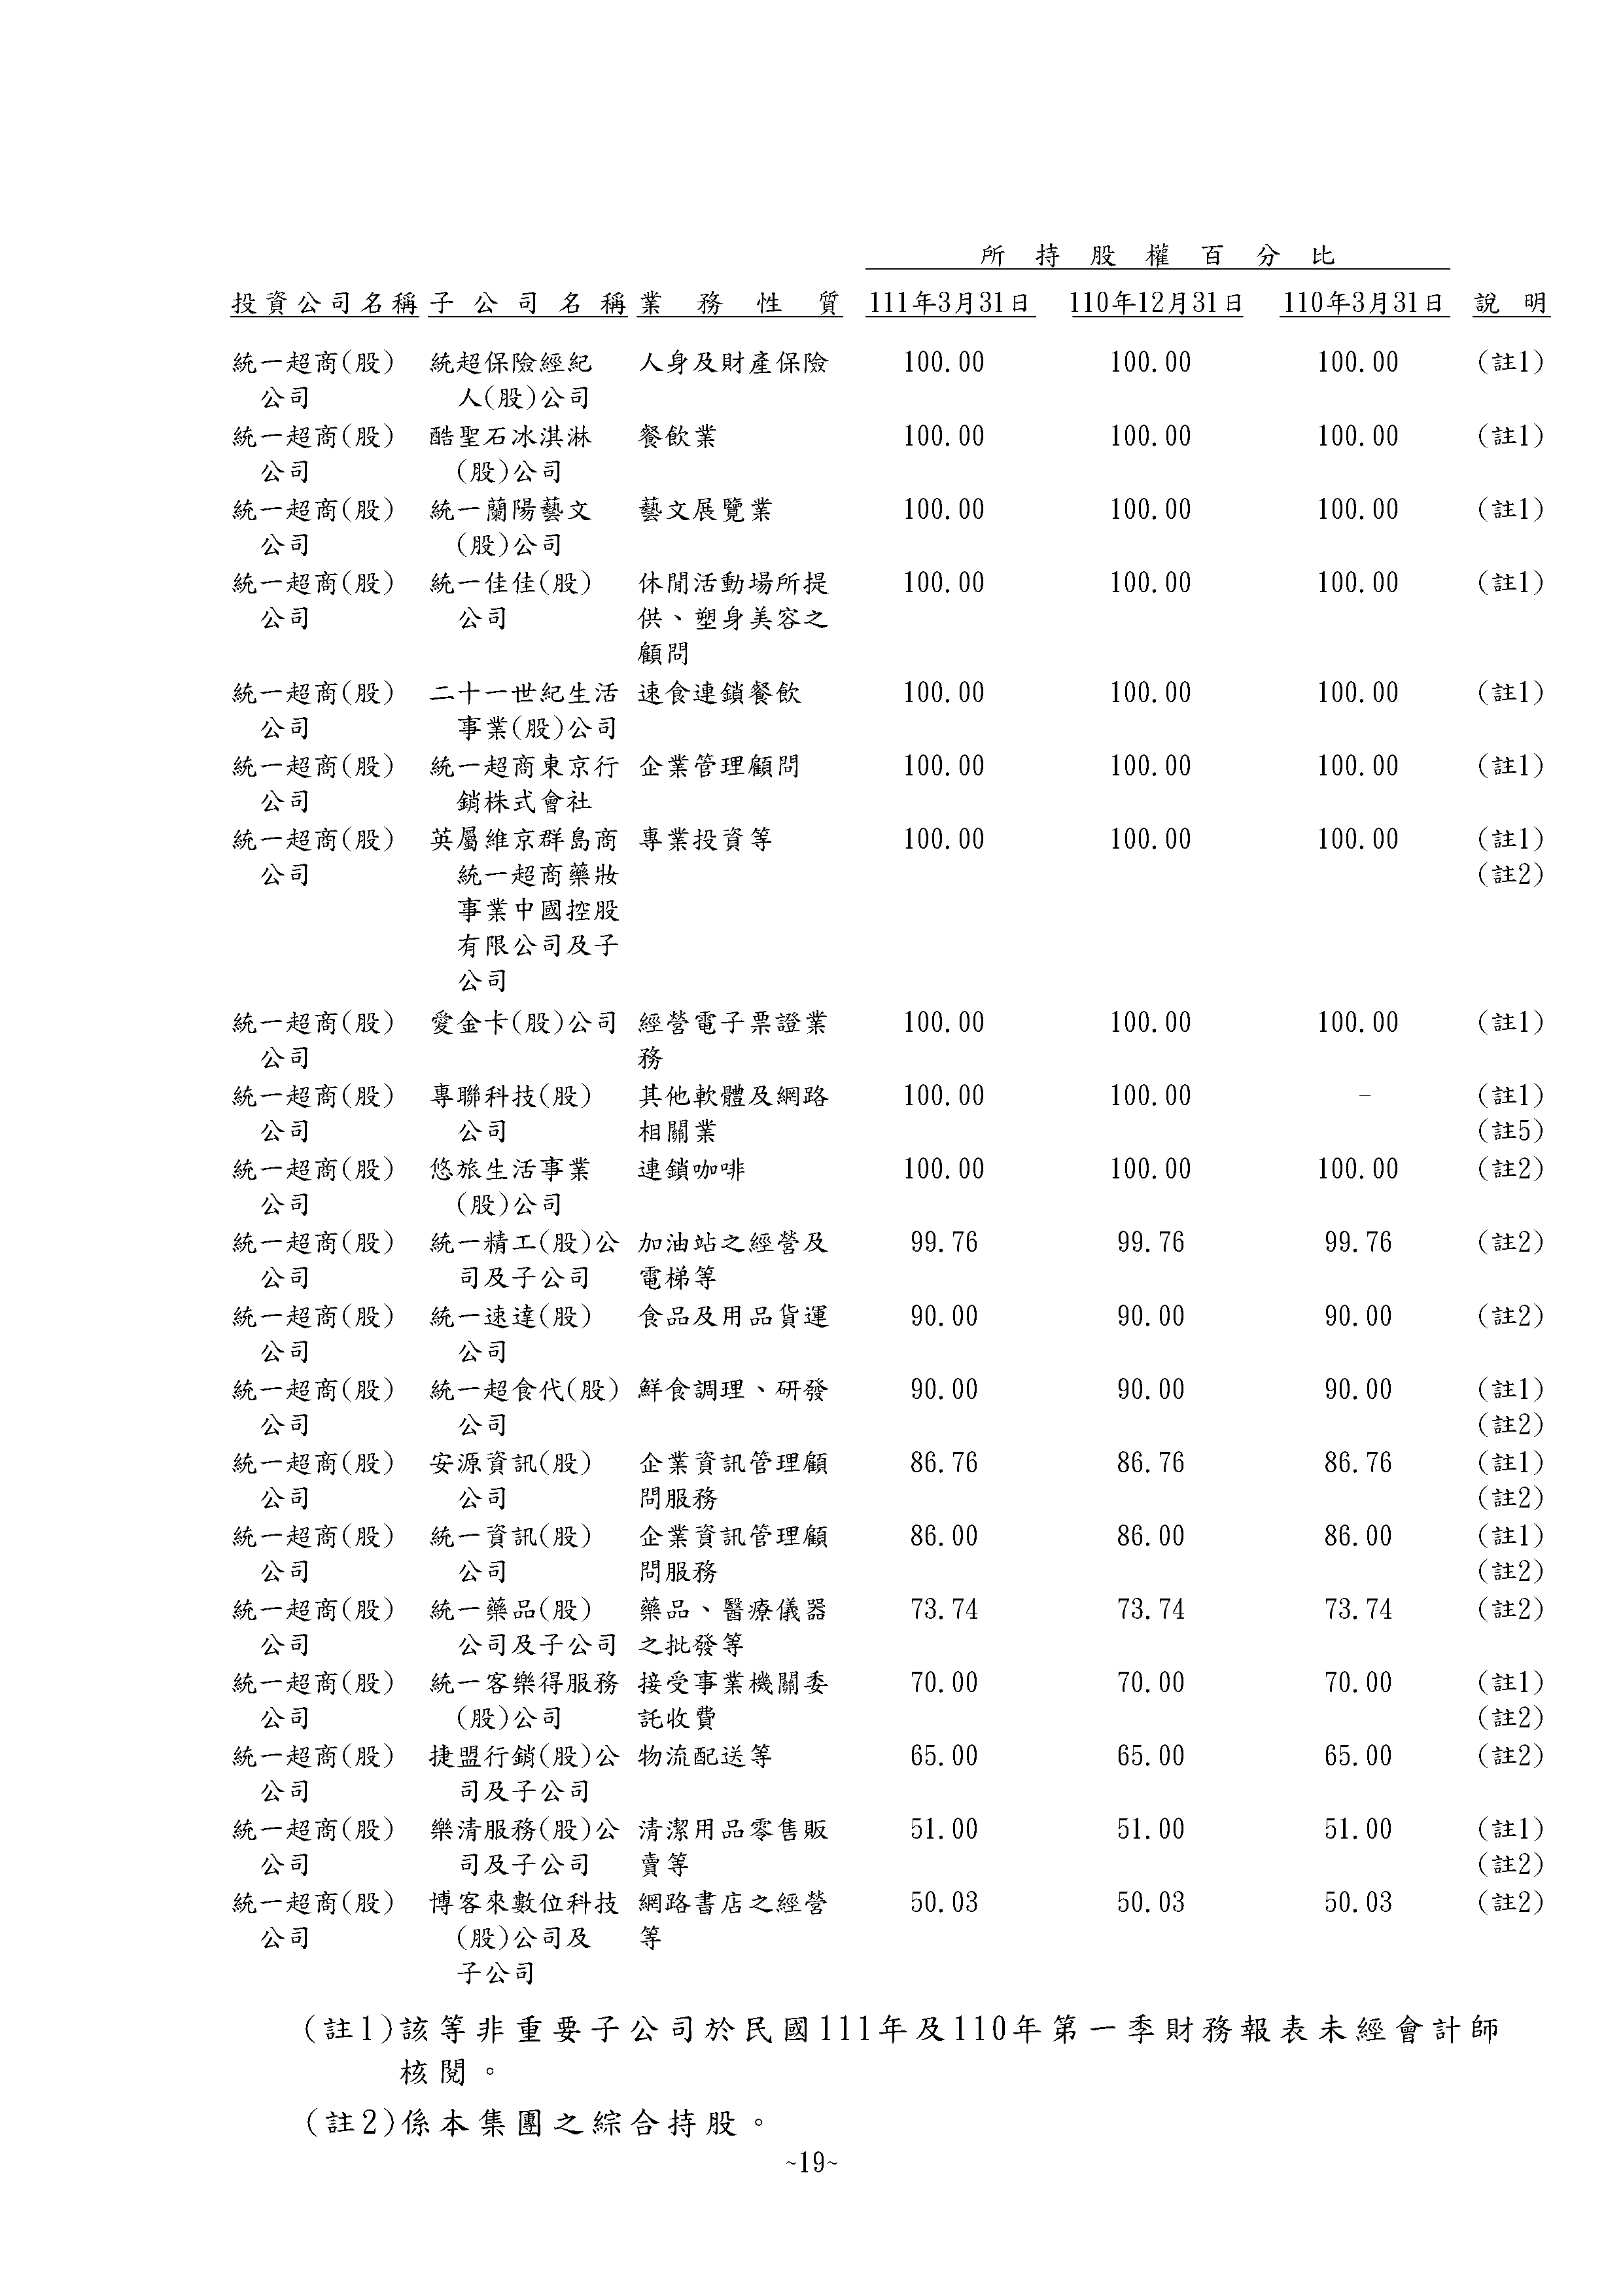 所持股權百分比
投資公司名稱 子公司名稱 業務性質 111年3月31日 110年12月31日 110年3月31日 說明
統一超商(股) 統超保險經紀 人身及財產保險 100.00 100.00 100.00 (註1)
公司 人(股)公司
統一超商(股) 酷聖石冰淇淋 餐飲業 100.00 100.00 100.00 (註1)
公司 (股)公司
統一超商(股) 統一蘭陽藝文 藝文展覽業 100.00 100.00 100.00 (註1)
公司 (股)公司
統一超商(股) 統一佳佳(股) 休閒活動場所提 100.00 100.00 100.00 (註1)
公司 公司 供、塑身美容之
顧問
統一超商(股) 二十一世紀生活 速食連鎖餐飲 100.00 100.00 100.00 (註1)
公司 事業(股)公司
統一超商(股) 統一超商東京行 企業管理顧問 100.00 100.00 100.00 (註1)
公司 銷株式會社
統一超商(股) 英屬維京群島商 專業投資等 100.00 100.00 100.00 (註1)
公司 統一超商藥妝 (註2)
事業中國控股
有限公司及子
公司
統一超商(股) 愛金卡(股)公司 經營電子票證業 100.00 100.00 100.00 (註1)
公司 務
統一超商(股) 專聯科技(股) 其他軟體及網路 100.00 100.00 - (註1)
公司 公司 相關業 (註5)
統一超商(股) 悠旅生活事業 連鎖咖啡 100.00 100.00 100.00 (註2)
公司 (股)公司
統一超商(股) 統一精工(股)公 加油站之經營及 99.76 99.76 99.76 (註2)
公司 司及子公司 電梯等
統一超商(股) 統一速達(股) 食品及用品貨運 90.00 90.00 90.00 (註2)
公司 公司
統一超商(股) 統一超食代(股) 鮮食調理、研發 90.00 90.00 90.00 (註1)
公司 公司 (註2)
統一超商(股) 安源資訊(股) 企業資訊管理顧 86.76 86.76 86.76 (註1)
公司 公司 問服務 (註2)
統一超商(股) 統一資訊(股) 企業資訊管理顧 86.00 86.00 86.00 (註1)
公司 公司 問服務 (註2)
統一超商(股) 統一藥品(股) 藥品、醫療儀器 73.74 73.74 73.74 (註2)
公司 公司及子公司 之批發等
統一超商(股) 統一客樂得服務 接受事業機關委 70.00 70.00 70.00 (註1)
公司 (股)公司 託收費 (註2)
統一超商(股) 捷盟行銷(股)公 物流配送等 65.00 65.00 65.00 (註2)
公司 司及子公司
統一超商(股) 樂清服務(股)公 清潔用品零售販 51.00 51.00 51.00 (註1)
公司 司及子公司 賣等 (註2)
統一超商(股) 博客來數位科技 網路書店之經營 50.03 50.03 50.03 (註2)
公司 (股)公司及 等
子公司
(註1)該等非重要子公司於民國111年及110年第一季財務報表未經會計師
核閱。
(註2)係本集團之綜合持股。
~19~